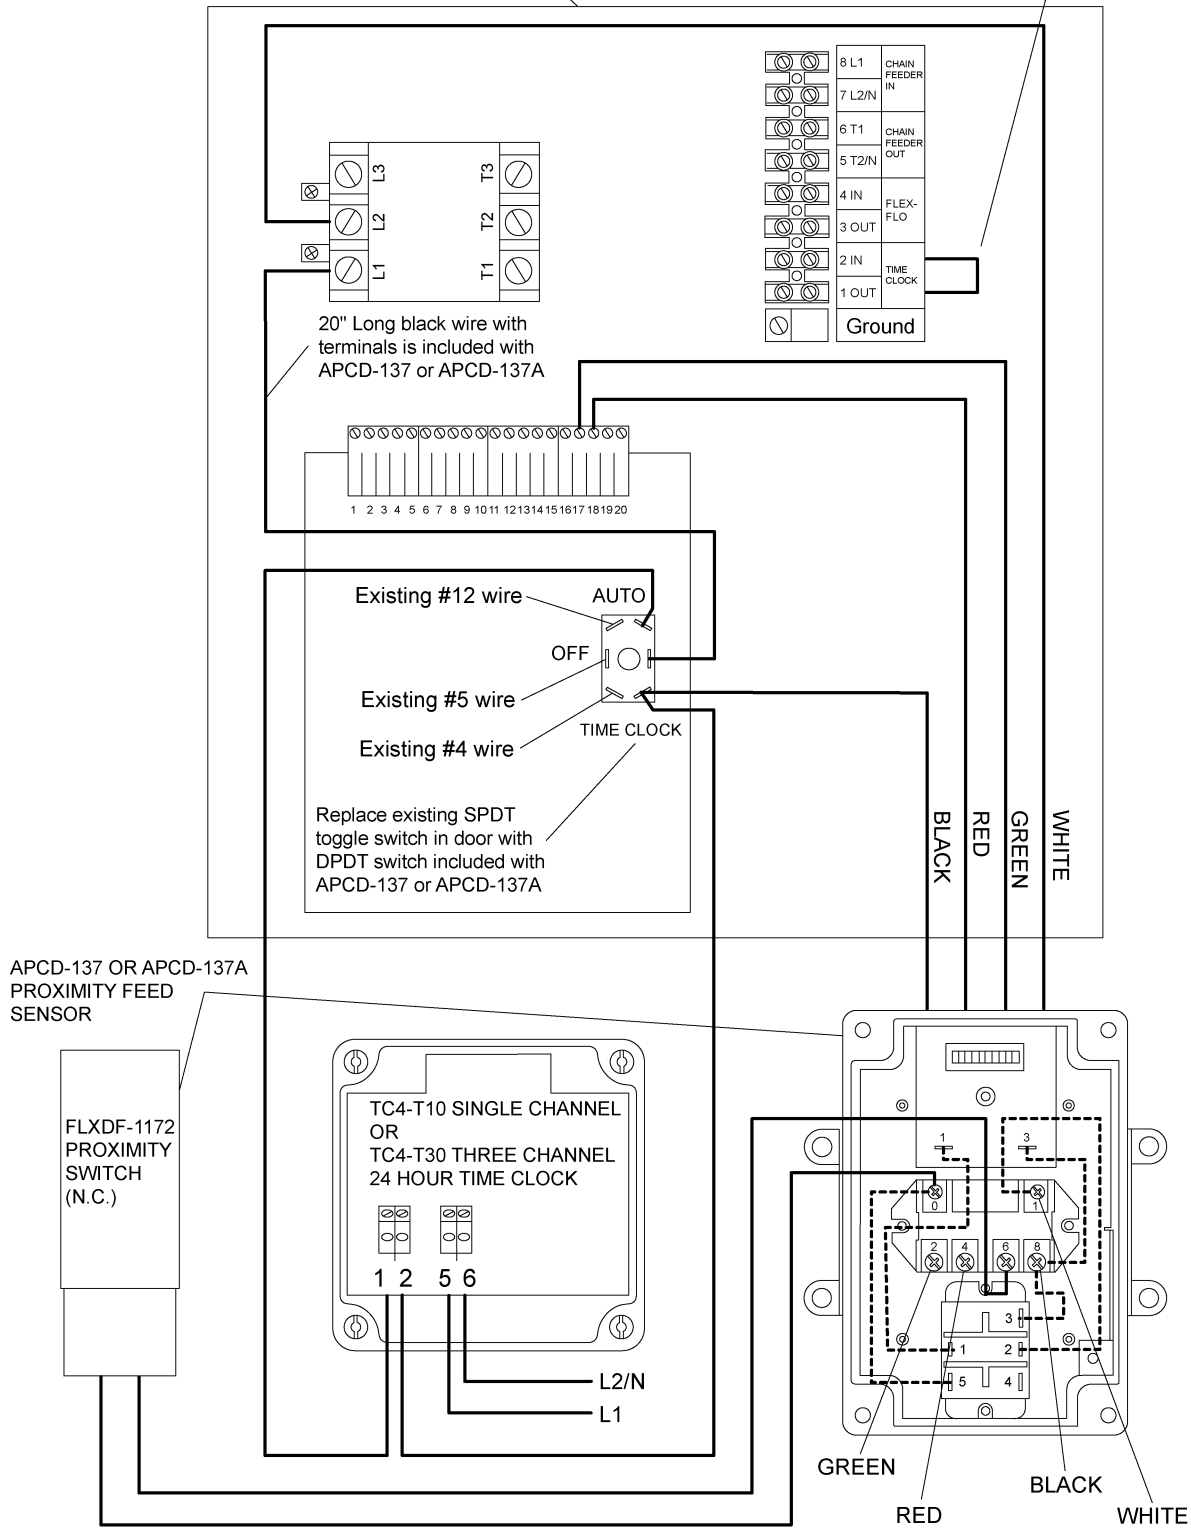 8 L1
CHAIN
FEEDER
IN
7 L2/N
6 T1
CHAIN
FEEDER
OUT
5 T2/N
4 IN
FLEX-
FLO
3 OUT
2 IN
TIME
CLOCK
1 OUT
Ground
L3
T3
L2
T2
L1
T1
20" Long black wire with
terminals is included with
APCD-137 or APCD-137A
1 2 3 4 5 6 7 8 9 10 11 12 13 14 15 16 17 18 19 20
Existing #12 wire
AUTO
OFF
Existing #5 wire
Existing #4 wire
TIME CLOCK
Replace existing SPDT
toggle switch in door with
DPDT switch included with
APCD-137 or APCD-137A
BLACK
RED
GREEN
WHITE
APCD-137 OR APCD-137A
PROXIMITY FEED
SENSOR
FLXDF-1172
PROXIMITY
SWITCH
(N.C.)
TC4-T10 SINGLE CHANNEL
OR
TC4-T30 THREE CHANNEL
24 HOUR TIME CLOCK
1 2 5 6
L2/N
L1
1 3
0 1
2 4 6 8
3
1 2
5 4
GREEN
BLACK
RED
WHITE